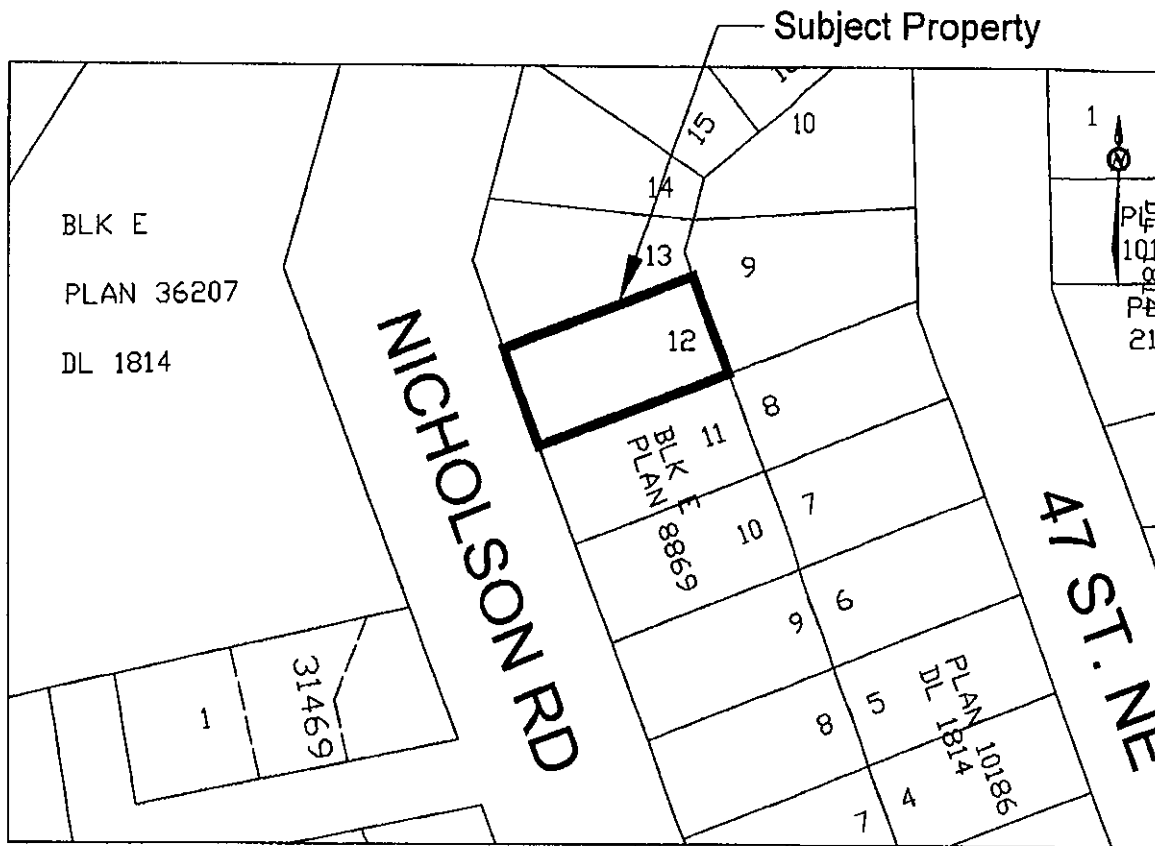 Subject Property
BLK E
PLAN 36207
DL 1814
NICHOLSON RD
14
15
10
13
12
9
BLK E
PLAN 8869
11
8
10
7
9
6
8
5
7
4
PLAN 10186
DL 1814
47 ST. NE
1
N
31469
1